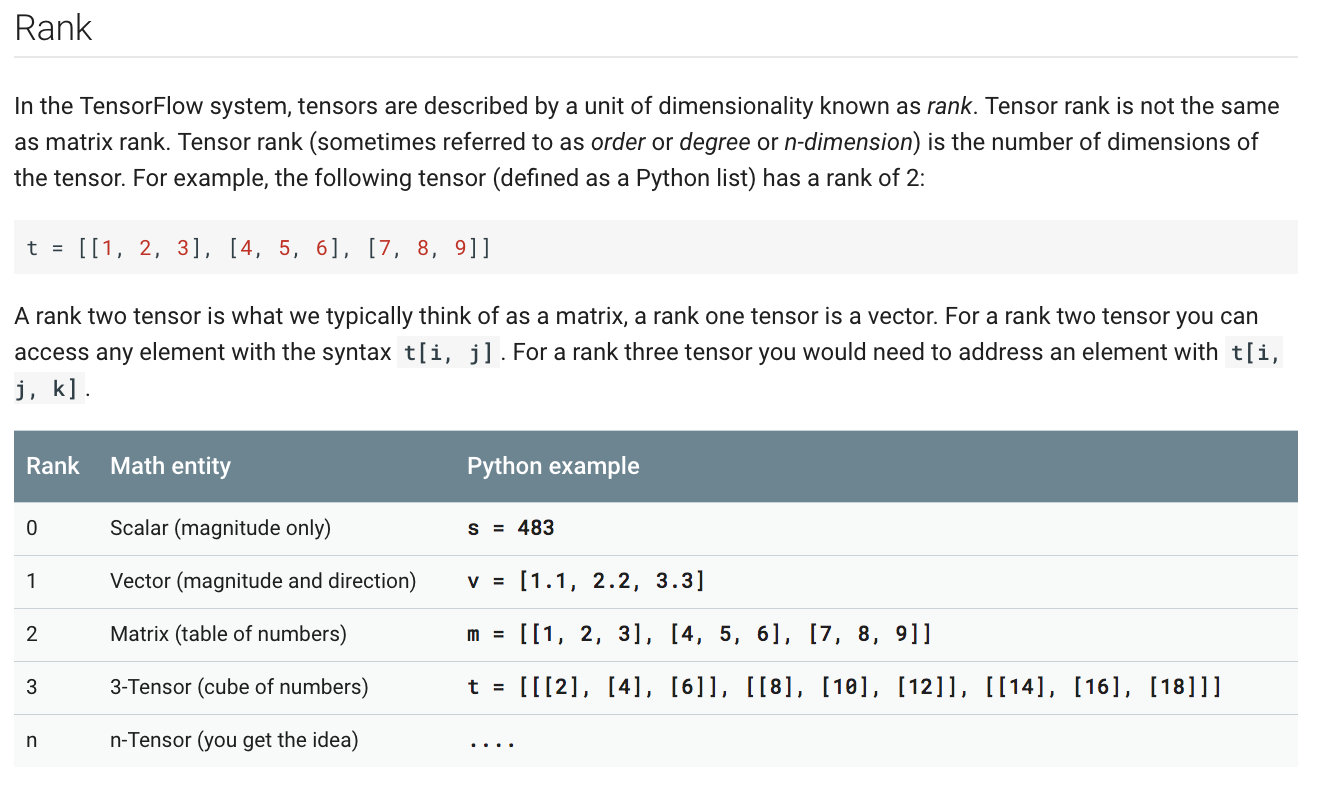 Rank
In the TensorFlow system, tensors are described by a unit of dimensionality known as rank. Tensor rank is not the same
as matrix rank. Tensor rank (sometimes referred to as order or degree or n-dimension) is the number of dimensions of
the tensor. For example, the following tensor (defined as a Python list) has a rank of 2:
t = [[1, 2, 3], [4, 5, 6], [7, 8, 9]]
A rank two tensor is what we typically think of as a matrix, a rank one tensor is a vector. For a rank two tensor you can
access any element with the syntax t[i, j]. For a rank three tensor you would need to address an element with t[i,
j, k].
Rank Math entity Python example
0 Scalar (magnitude only) s = 483
1 Vector (magnitude and direction) v = [1.1, 2.2, 3.3]
2 Matrix (table of numbers) m = [[1, 2, 3], [4, 5, 6], [7, 8, 9]]
3 3-Tensor (cube of numbers) t = [[[2], [4], [6]], [[8], [10], [12]], [[14], [16], [18]]]
n n-Tensor (you get the idea) ....